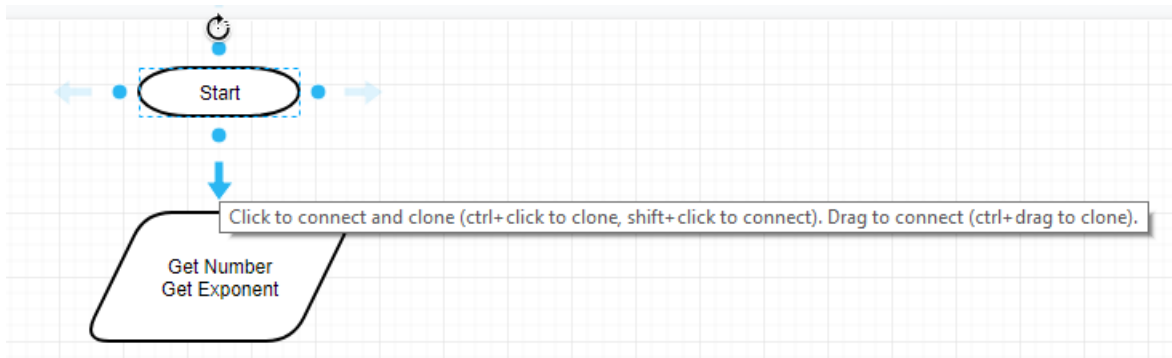 Start
Click to connect and clone (ctrl+click to clone, shift+click to connect). Drag to connect (ctrl+drag to clone).
Get Number
Get Exponent